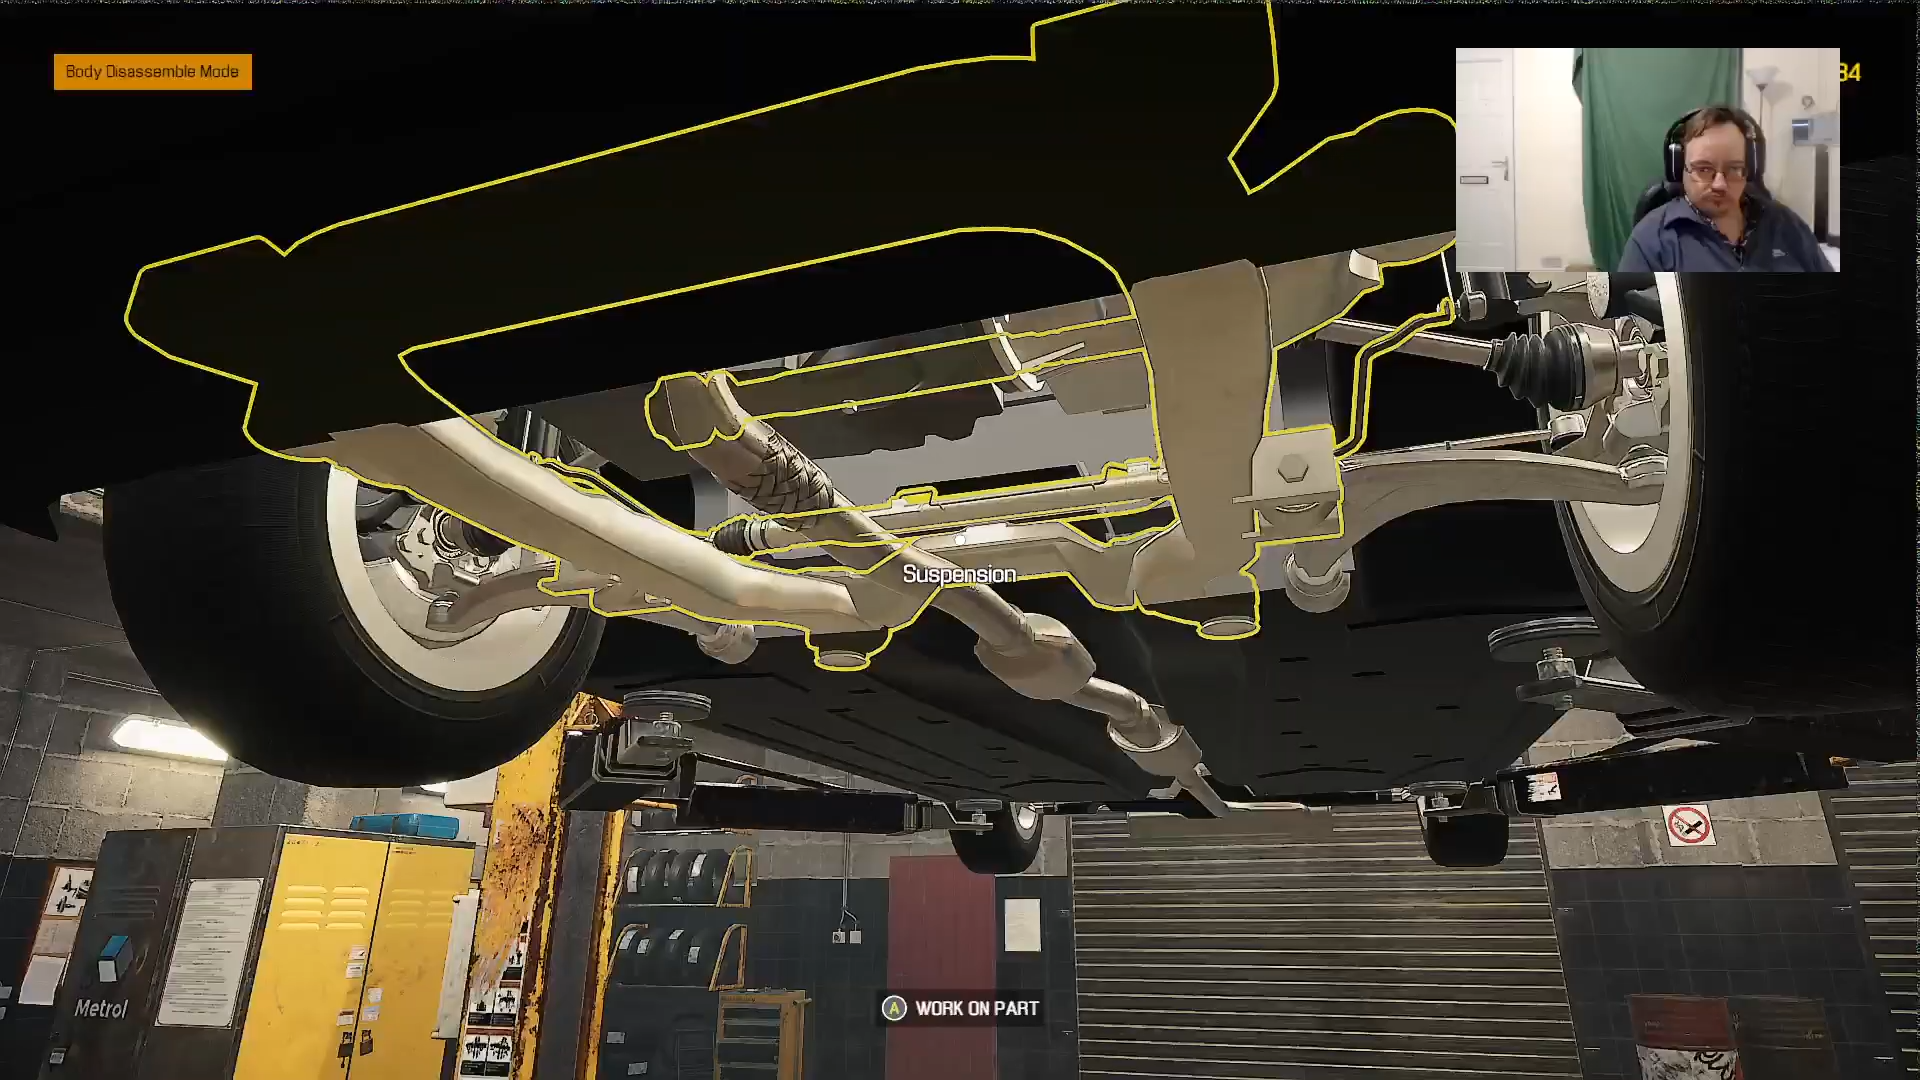 Body Disassemble Mode
34
Suspension
Metrol
A WORK ON PART